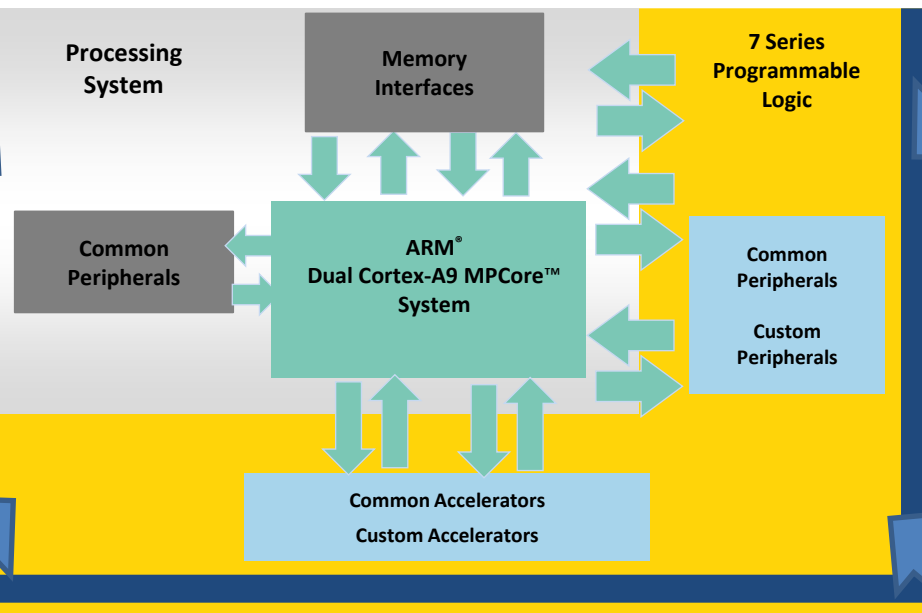 Processing
System
Memory
Interfaces
7 Series
Programmable
Logic
Common
Peripherals
ARM®
Dual Cortex-A9 MPCore™
System
Common
Peripherals
Custom
Peripherals
Common Accelerators
Custom Accelerators